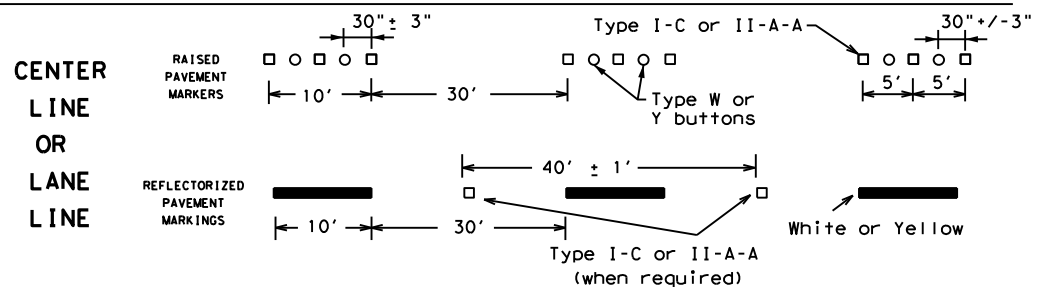 CENTER
LINE
OR
LANE
LINE
RAISED
PAVEMENT
MARKERS
30"± 3"
10'
30'
Type I-C or II-A-A
Type W or
Y buttons
30"+/-3"
5'
5'
REFLECTORIZED
PAVEMENT
MARKINGS
10'
30'
40' ± 1'
Type I-C or II-A-A
(when required)
White or Yellow